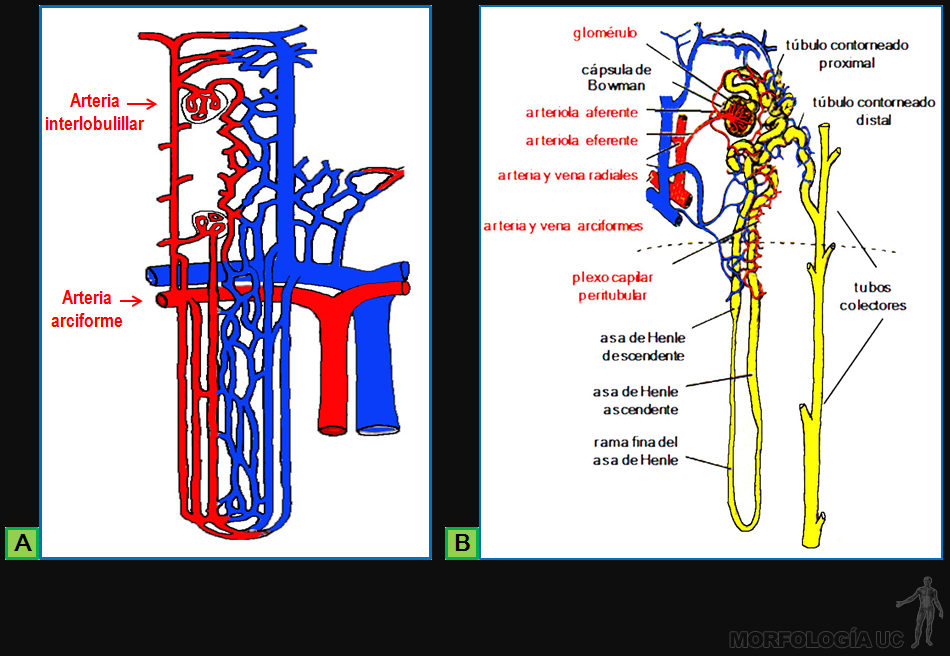 Arteria
interlobulillar
Arteria
arciforme
A
glomérulo
cápsula de
Bowman
arteriola aferente
arteriola eferente
arteria y vena radiales
arteria y vena arciformes
plexo capilar
peritubular
asa de Henle
descendente
asa de Henle
ascendente
rama fina del
asa de Henle
túbulo contorneado
proximal
túbulo contorneado
distal
tubos
colectores
B
MORFOLOGÍA UC